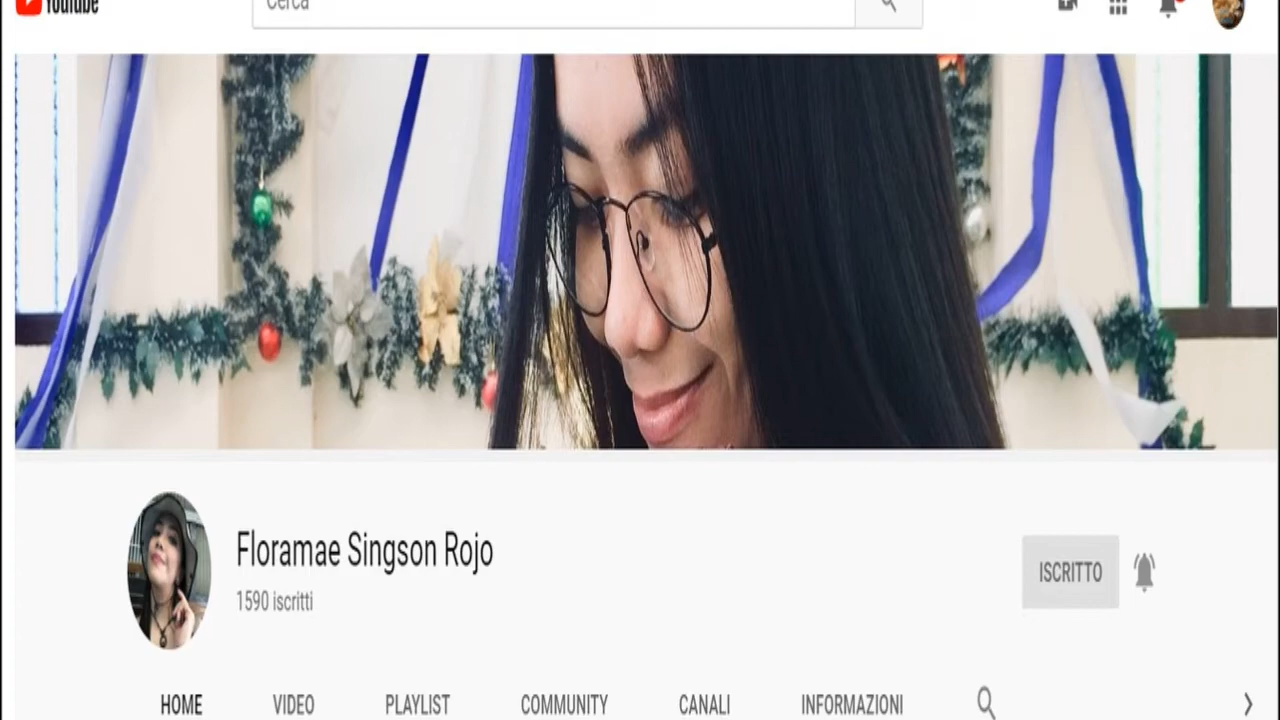 YouTube
Cerca
Floramae Singson Rojo
1590 iscritti
ISCRITTO
HOME VIDEO PLAYLIST COMMUNITY CANALI INFORMAZIONI